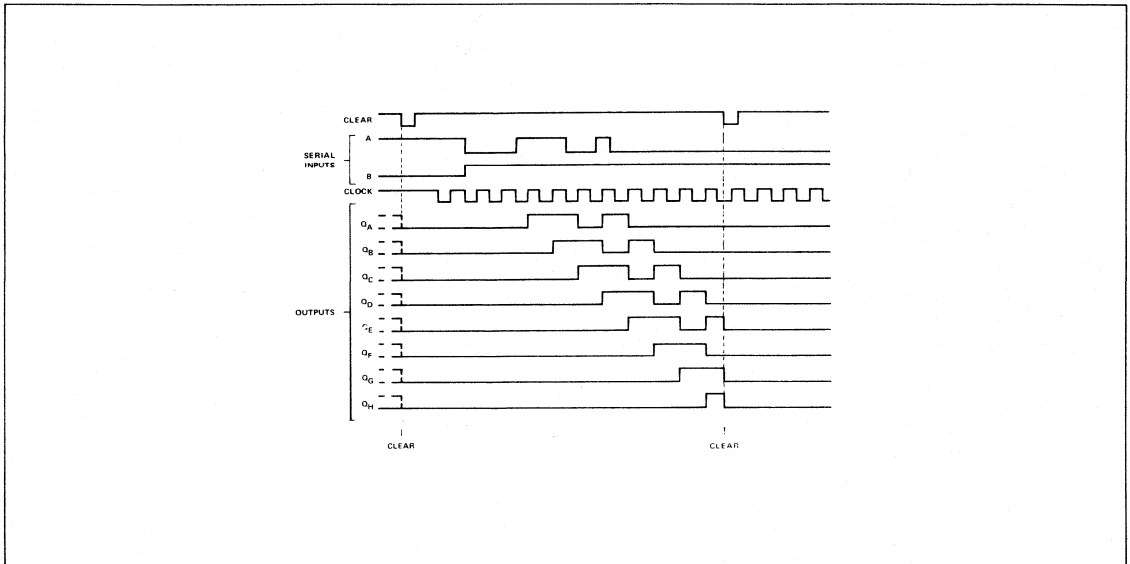 CLEAR
A
SERIAL
INPUTS
B
CLOCK
QA
QB
QC
QD
OUTPUTS
QF
QG
QH
CLEAR
CLEAR